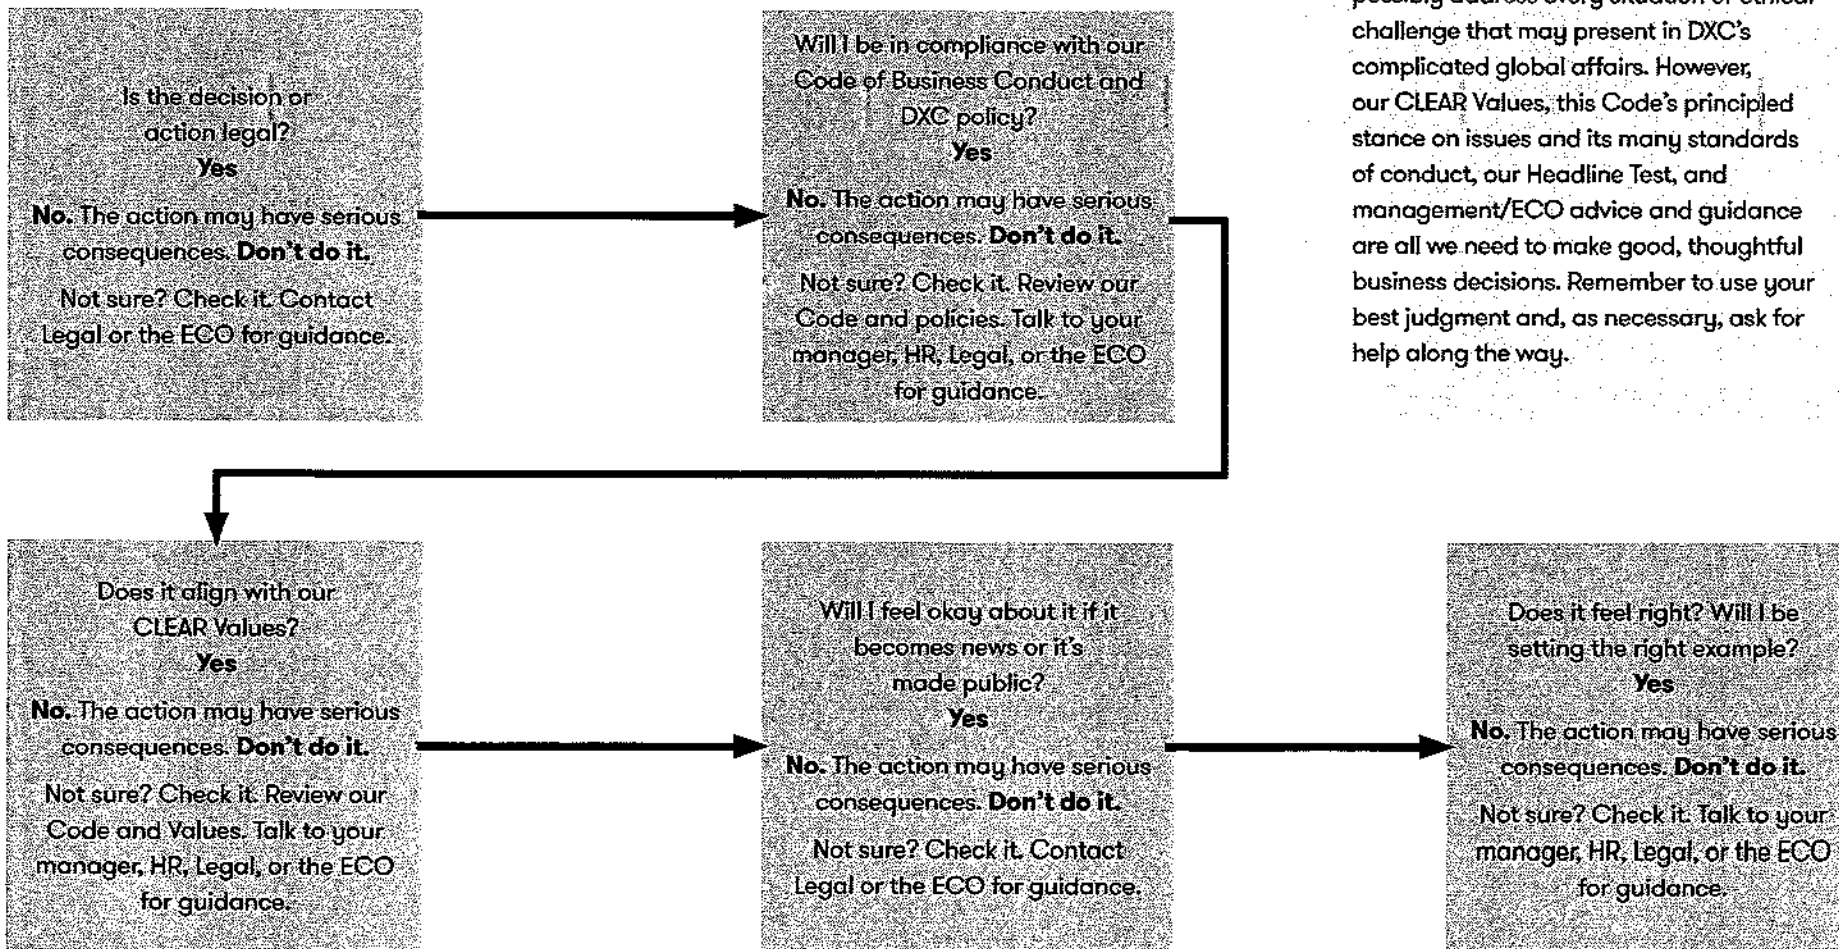 Is the decision or
action legal?
Yes
No. The action may have serious
consequences. Don't do it.
Not sure? Check it. Contact
Legal or the ECO for guidance.
Will I be in compliance with our
Code of Business Conduct and
DXC policy?
Yes
No. The action may have serious
consequences. Don't do it.
Not sure? Check it. Review our
Code and policies. Talk to your
manager, HR, Legal, or the ECO
for guidance.
possibly address every situation or ethical
challenge that may present in DXC's
complicated global affairs. However,
our CLEAR Values, this Code's principled
stance on issues and its many standards
of conduct, our Headline Test, and
management/ECO advice and guidance
are all we need to make good, thoughtful
business decisions. Remember to use your
best judgment and, as necessary, ask for
help along the way.
Does it align with our
CLEAR Values?
Yes
No. The action may have serious
consequences. Don't do it.
Not sure? Check it. Review our
Code and Values. Talk to your
manager, HR, Legal, or the ECO
for guidance.
Will I feel okay about it if it
becomes news or it's
made public?
Yes
No. The action may have serious
consequences. Don't do it.
Not sure? Check it. Contact
Legal or the ECO for guidance.
Does it feel right? Will I be
setting the right example?
Yes
No. The action may have serious
consequences. Don't do it.
Not sure? Check it. Talk to your
manager, HR, Legal, or the ECO
for guidance.